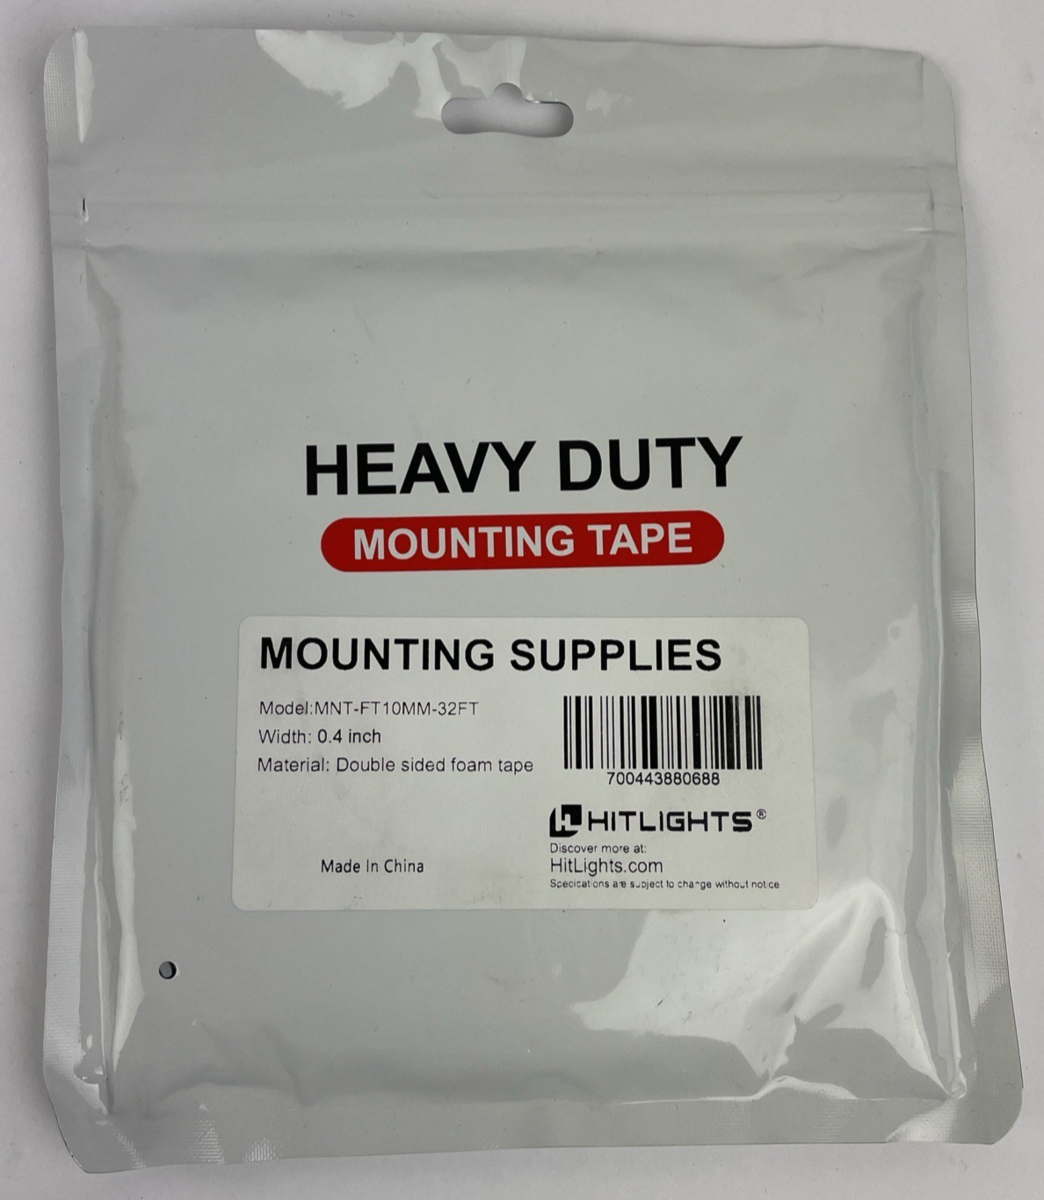 HEAVY DUTY
MOUNTING TAPE
MOUNTING SUPPLIES
Model:MNT-FT10MM-32FT
Width: 0.4 inch
Material: Double sided foam tape
700443880688
HITLIGHTS®
Discover more at:
HitLights.com
Made In China
Specications are subject to change without notice